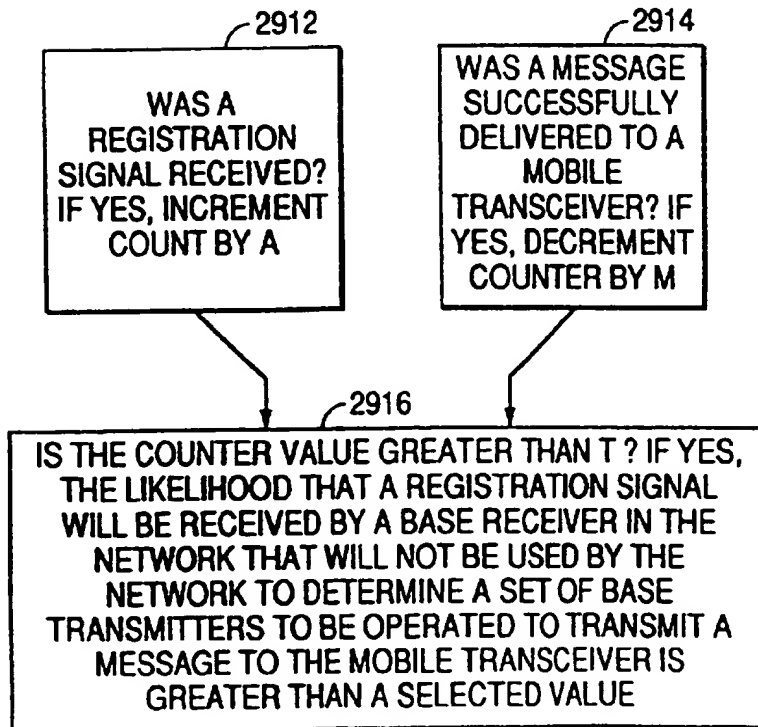 2912
WAS A
REGISTRATION
SIGNAL RECEIVED?
IF YES, INCREMENT
COUNT BY A
2914
WAS A MESSAGE
SUCCESSFULLY
DELIVERED TO A
MOBILE
TRANSCEIVER? IF
YES, DECREMENT
COUNTER BY M
2916
IS THE COUNTER VALUE GREATER THAN T ? IF YES,
THE LIKELIHOOD THAT A REGISTRATION SIGNAL
WILL BE RECEIVED BY A BASE RECEIVER IN THE
NETWORK THAT WILL NOT BE USED BY THE
NETWORK TO DETERMINE A SET OF BASE
TRANSMITTERS TO BE OPERATED TO TRANSMIT A
MESSAGE TO THE MOBILE TRANSCEIVER IS
GREATER THAN A SELECTED VALUE